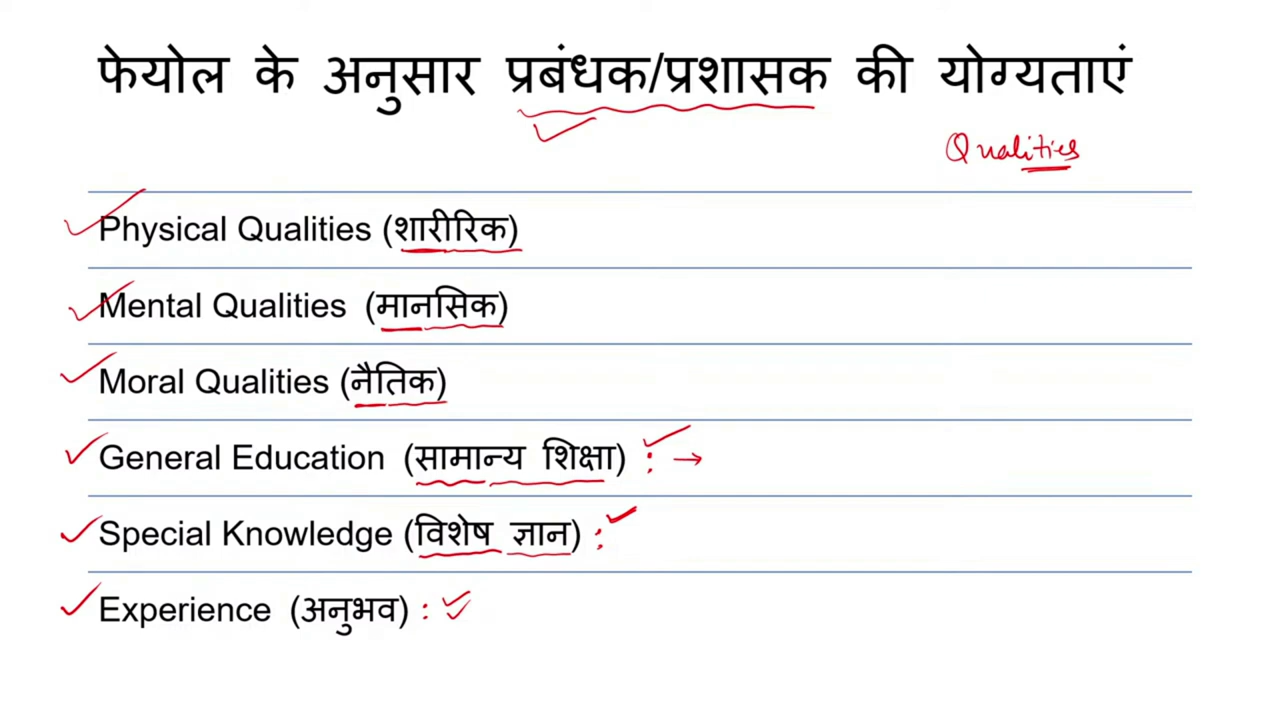 फेयोल के अनुसार प्रबंधक/प्रशासक की योग्यताएं
Qualities
Physical Qualities (शारीरिक)
Mental Qualities (मानसिक)
Moral Qualities (नैतिक)
General Education (सामान्य शिक्षा) : →
Special Knowledge (विशेष ज्ञान) :
Experience (अनुभव) :